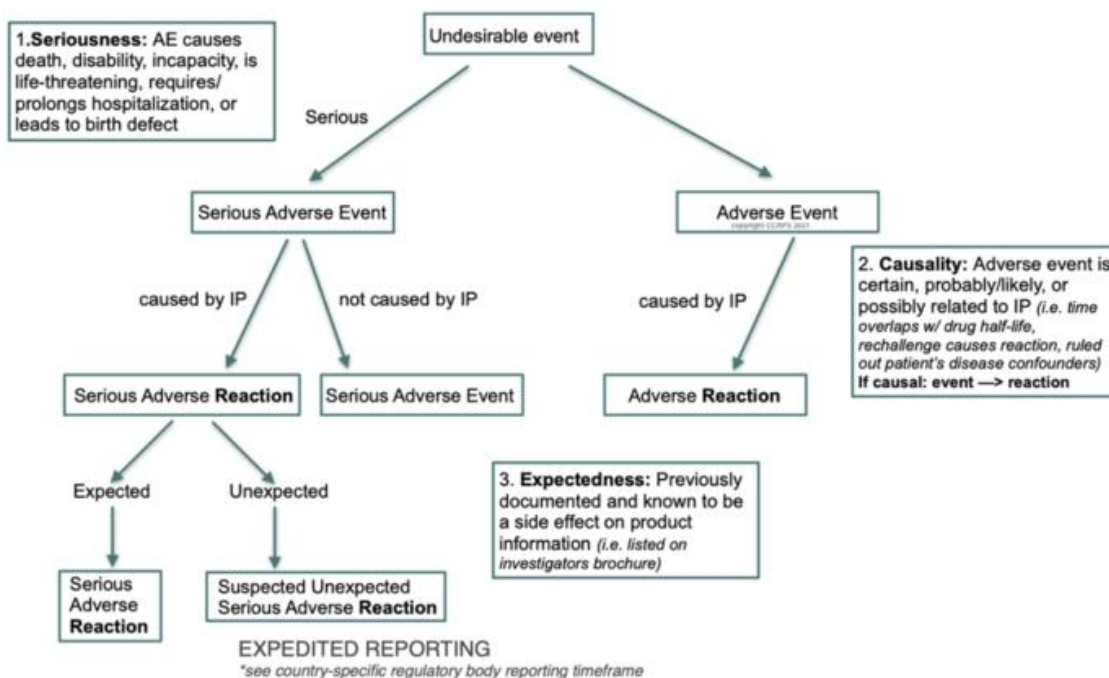 Undesirable event
1.Seriousness: AE causes
death, disability, incapacity, is
life-threatening, requires/
prolongs hospitalization, or
leads to birth defect
Serious
Serious Adverse Event
Adverse Event
copyright CCRPS 2021
caused by IP
not caused by IP
caused by IP
2. Causality: Adverse event is
certain, probably/likely, or
possibly related to IP (i.e. time
overlaps w/ drug half-life,
rechallenge causes reaction, ruled
out patient's disease confounders)
If causal: event —> reaction
Serious Adverse Reaction
Serious Adverse Event
Adverse Reaction
Expected
Unexpected
3. Expectedness: Previously
documented and known to be
a side effect on product
information (i.e. listed on
investigators brochure)
Serious
Adverse
Reaction
Suspected Unexpected
Serious Adverse Reaction
EXPEDITED REPORTING
*see country-specific regulatory body reporting timeframe